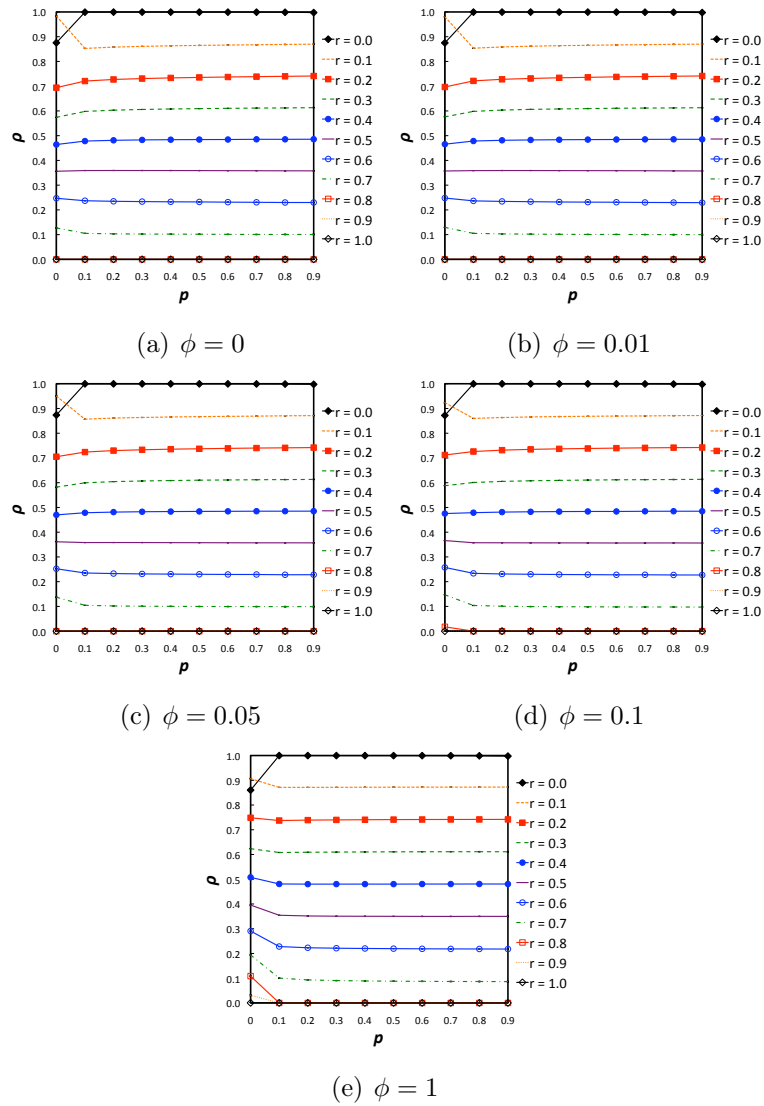 1.0
0.9
0.8
0.7
0.6
0.5
0.4
0.3
0.2
0.1
0.0
ρ
0 0.1 0.2 0.3 0.4 0.5 0.6 0.7 0.8 0.9
p
r = 0.0
r = 0.1
r = 0.2
r = 0.3
r = 0.4
r = 0.5
r = 0.6
r = 0.7
r = 0.8
r = 0.9
r = 1.0
(a) ϕ = 0
1.0
0.9
0.8
0.7
0.6
0.5
0.4
0.3
0.2
0.1
0.0
ρ
0 0.1 0.2 0.3 0.4 0.5 0.6 0.7 0.8 0.9
p
r = 0.0
r = 0.1
r = 0.2
r = 0.3
r = 0.4
r = 0.5
r = 0.6
r = 0.7
r = 0.8
r = 0.9
r = 1.0
(b) ϕ = 0.01
1.0
0.9
0.8
0.7
0.6
0.5
0.4
0.3
0.2
0.1
0.0
ρ
0 0.1 0.2 0.3 0.4 0.5 0.6 0.7 0.8 0.9
p
r = 0.0
r = 0.1
r = 0.2
r = 0.3
r = 0.4
r = 0.5
r = 0.6
r = 0.7
r = 0.8
r = 0.9
r = 1.0
(c) ϕ = 0.05
1.0
0.9
0.8
0.7
0.6
0.5
0.4
0.3
0.2
0.1
0.0
ρ
0 0.1 0.2 0.3 0.4 0.5 0.6 0.7 0.8 0.9
p
r = 0.0
r = 0.1
r = 0.2
r = 0.3
r = 0.4
r = 0.5
r = 0.6
r = 0.7
r = 0.8
r = 0.9
r = 1.0
(d) ϕ = 0.1
1.0
0.9
0.8
0.7
0.6
0.5
0.4
0.3
0.2
0.1
0.0
ρ
0 0.1 0.2 0.3 0.4 0.5 0.6 0.7 0.8 0.9
p
r = 0.0
r = 0.1
r = 0.2
r = 0.3
r = 0.4
r = 0.5
r = 0.6
r = 0.7
r = 0.8
r = 0.9
r = 1.0
(e) ϕ = 1